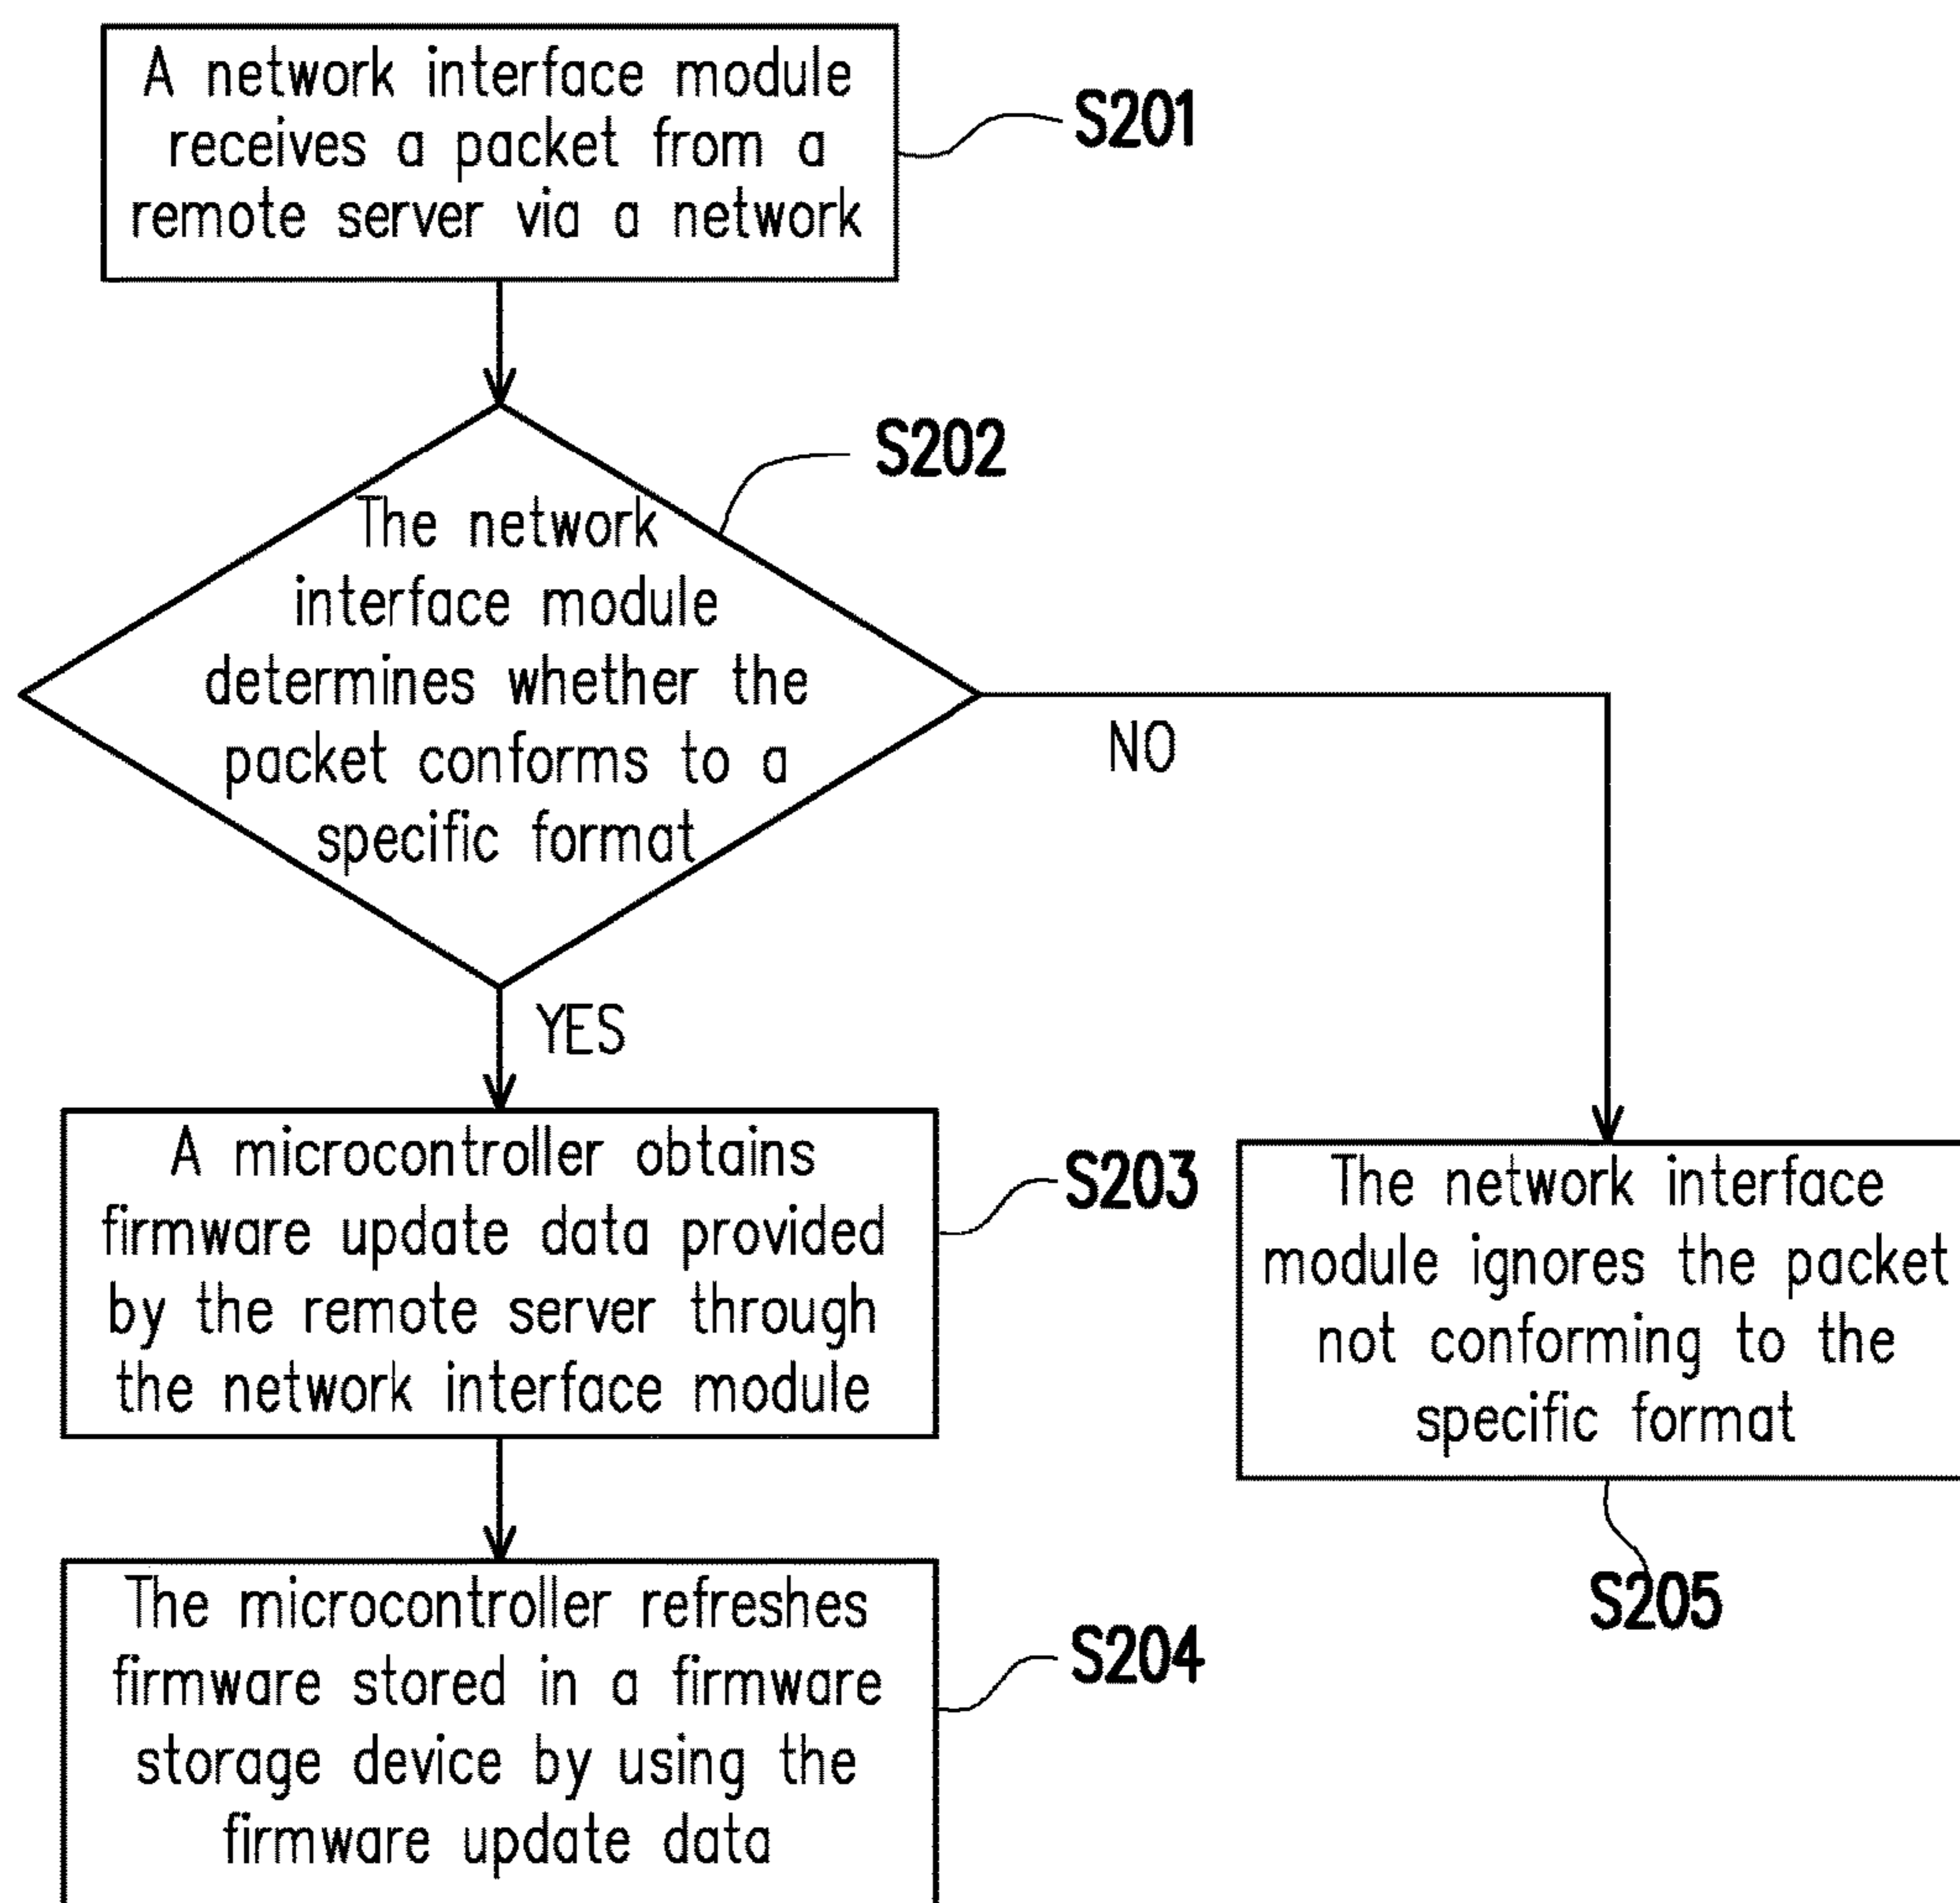 A network interface module
receives a packet from a
remote server via a network
S201
S202
The network
interface module
determines whether the
packet conforms to a
specific format
NO
YES
A microcontroller obtains
firmware update data provided
by the remote server through
the network interface module
S203
The network interface
module ignores the packet
not conforming to the
specific format
S205
The microcontroller refreshes
firmware stored in a firmware
storage device by using the
firmware update data
S204